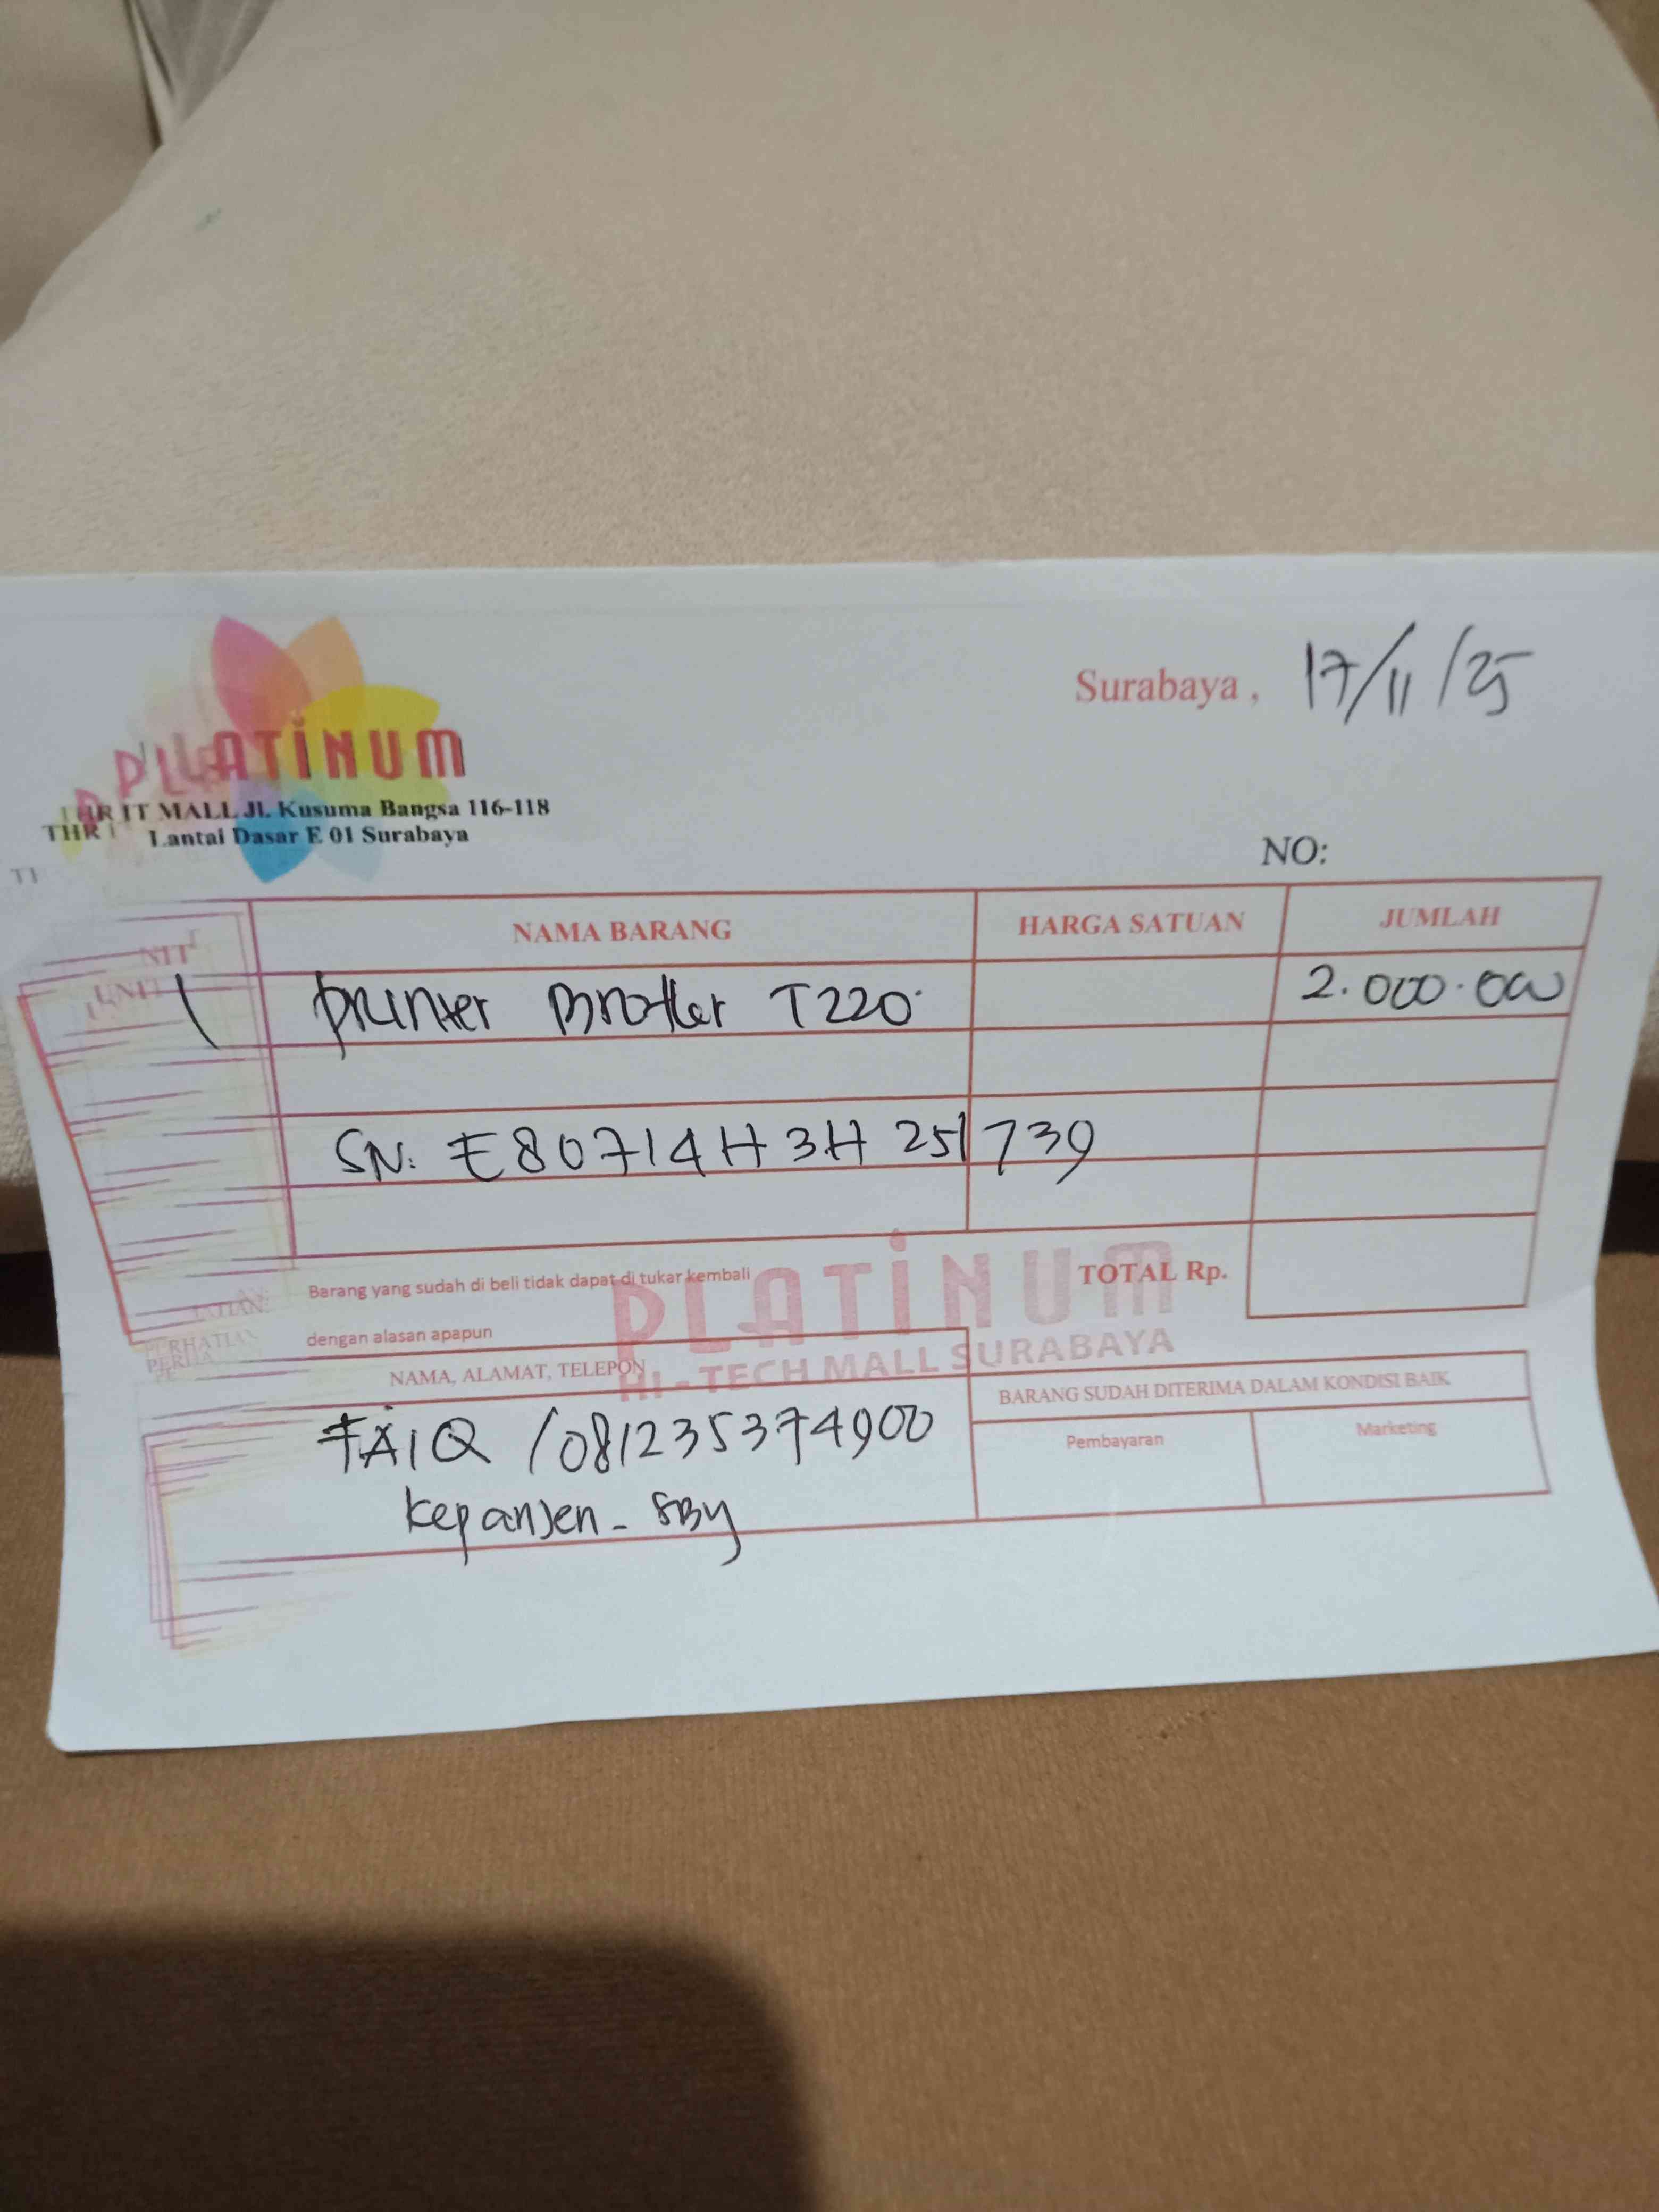 PLATINUM
THR IT MALL JL Kusuma Bangsa 116-118
Lantai Dasar E 01 Surabaya
Surabaya , 17/11/25
NO:
UNIT NAMA BARANG HARGA SATUAN JUMLAH
1 printer Brother T220 2.000.000
SN: E80714H3H251739
Barang yang sudah di beli tidak dapat di tukar kembali
dengan alasan apapun
TOTAL Rp.
PERHATIAN
PLATINUM
HI-TECH MALL SURABAYA
NAMA, ALAMAT, TELEPON
BARANG SUDAH DITERIMA DALAM KONDISI BAIK
Pembayaran Marketing
FAIQ / 081235374900
Kepanjen - SBY